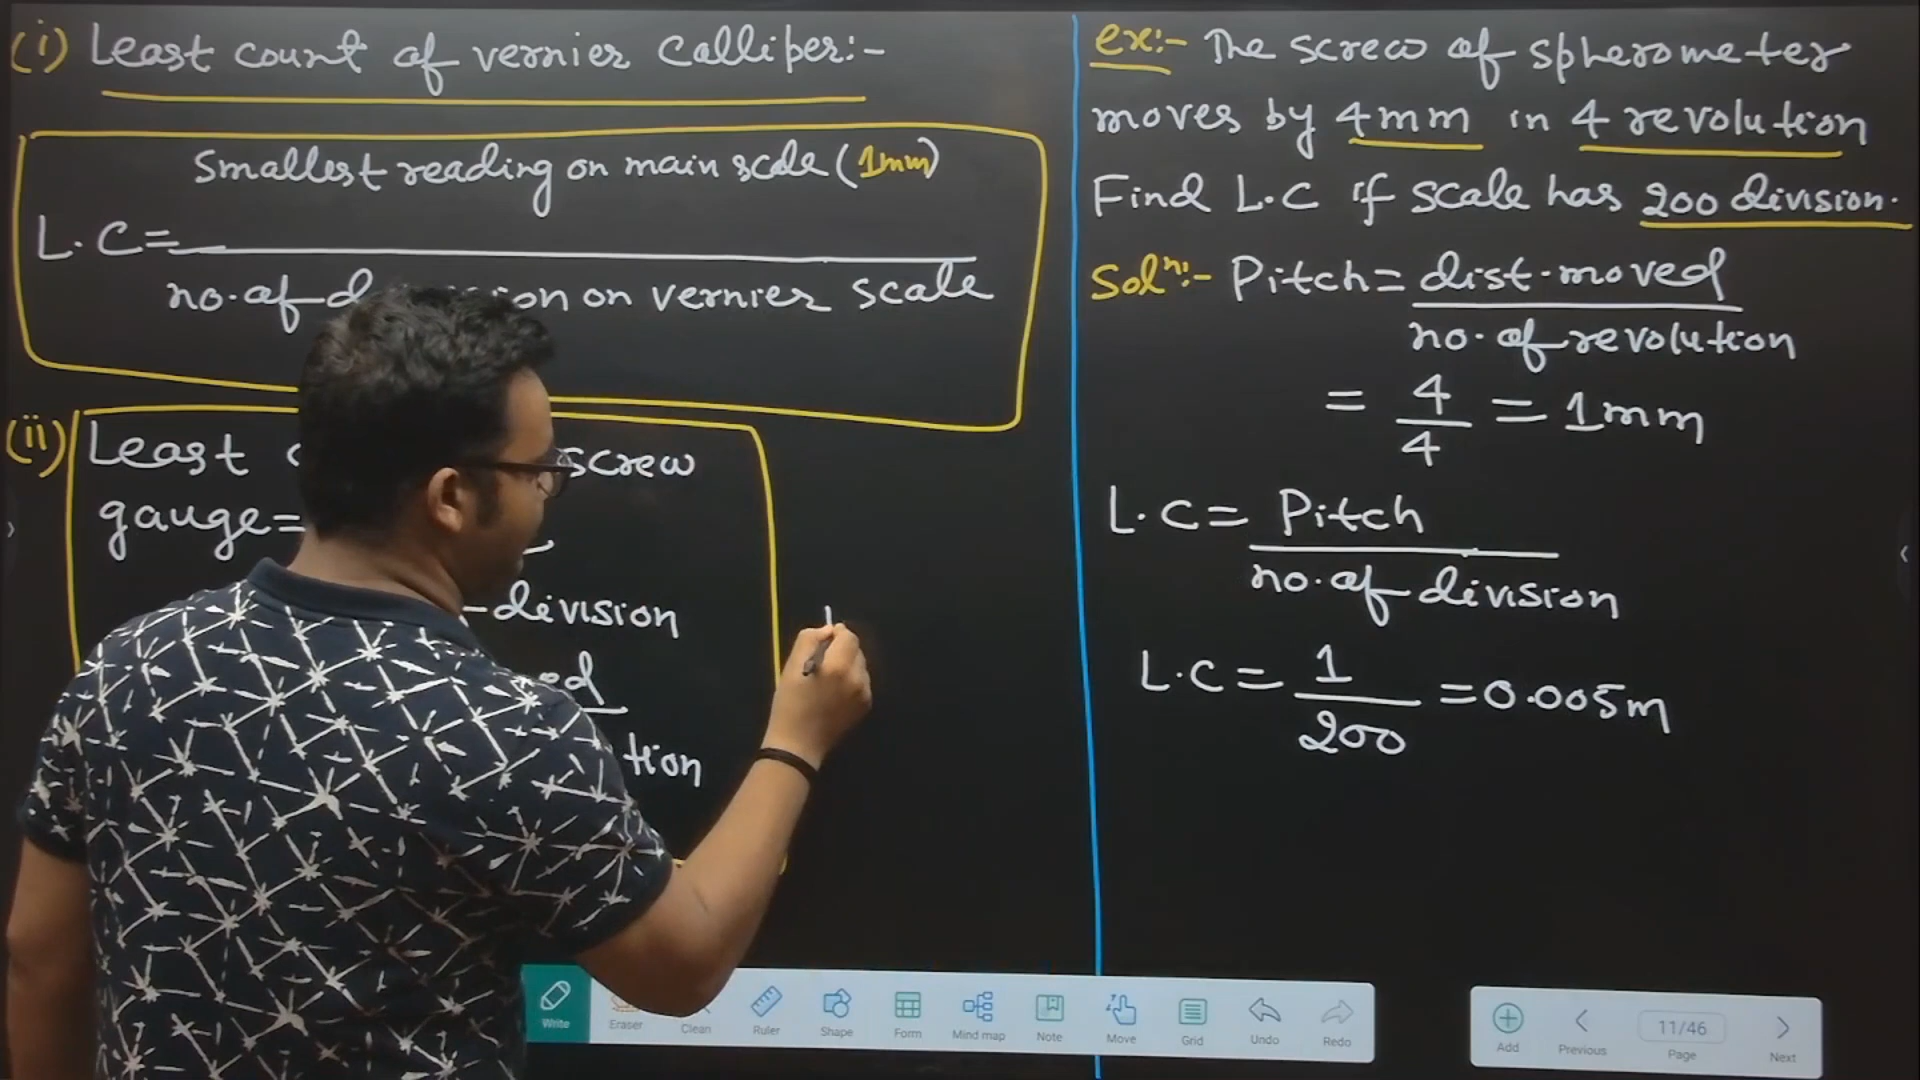 (i) Least count of vernier Calliper:-
Smallest reading on main scale (1mm)
L.C=
no. of on on vernier scale
(ii) Least screw
gauge=
-division
ed
tion
ex:- The screw of spherometer
moves by 4mm in 4 revolution
Find L.C if scale has 200 division.
Solⁿ:- Pitch= dist. moved
no. of revolution
= 4/4 = 1mm
L.C= Pitch
no. of division
L.C= 1/200 =0.005m
Write
Eraser
Clean
Ruler
Shape
Form
Mind map
Note
Move
Grid
Undo
Redo
Add
Previous
11/46
Page
Next